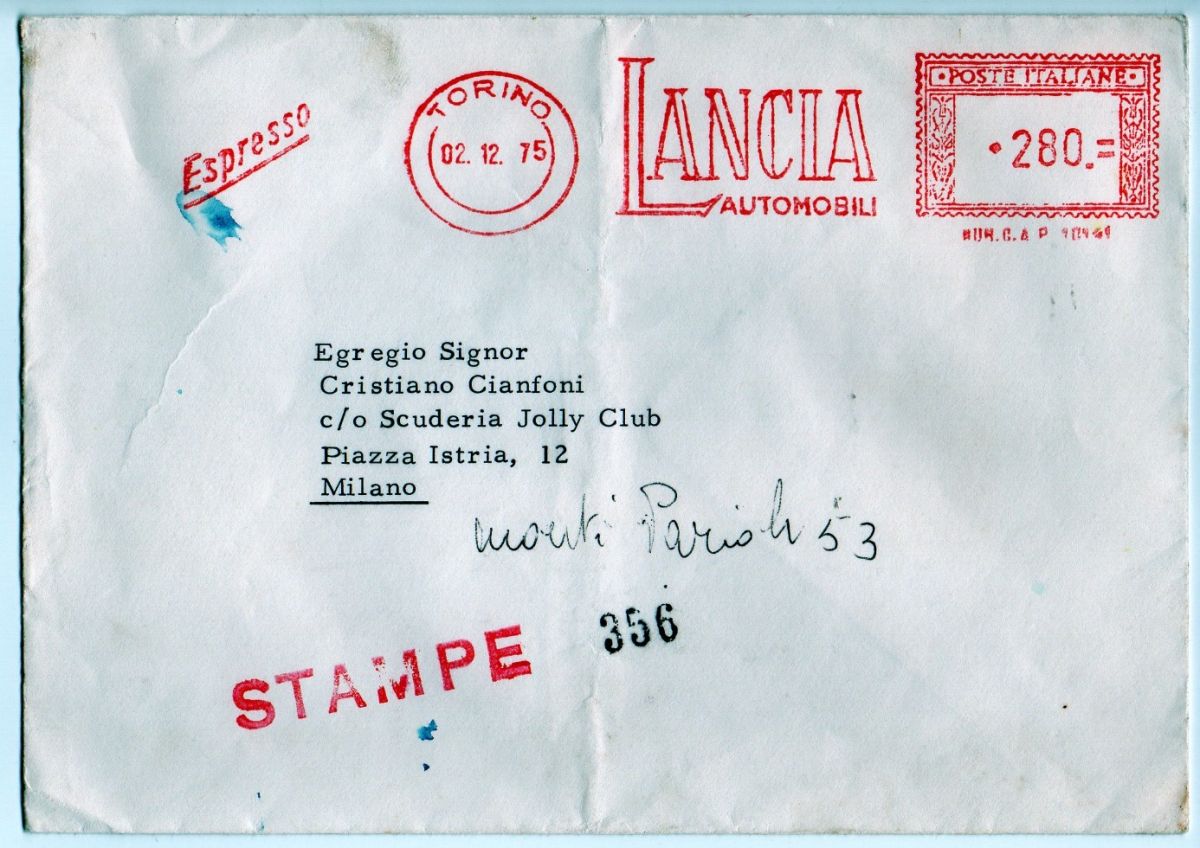 Espresso
TORINO
02. 12. 75
LANCIA
AUTOMOBILI
•POSTE ITALIANE•
•280.=
Egregio Signor
Cristiano Cianfoni
c/o Scuderia Jolly Club
Piazza Istria, 12
Milano
monti Parioli 53
356
STAMPE